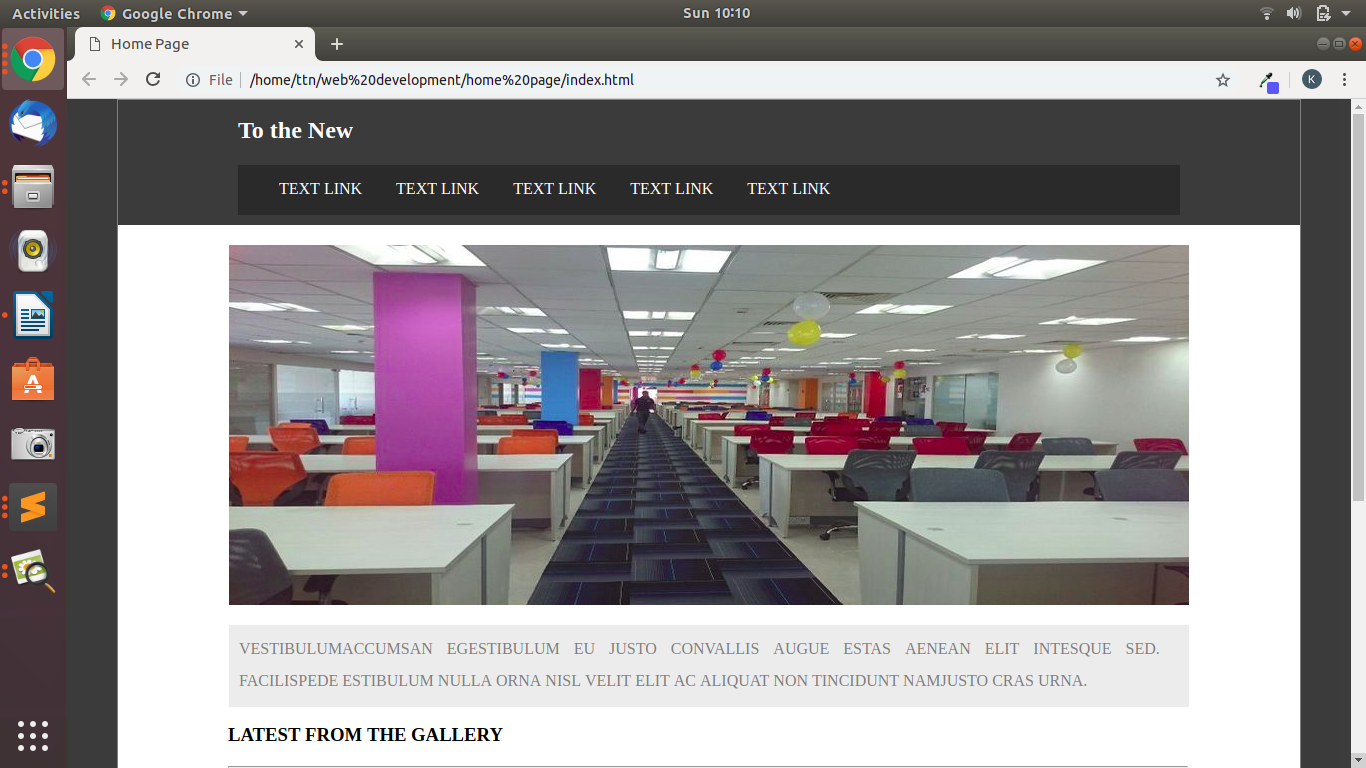 Activities Google Chrome Sun 10:10
Home Page
File /home/ttn/web%20development/home%20page/index.html K
To the New
TEXT LINK TEXT LINK TEXT LINK TEXT LINK TEXT LINK
VESTIBULUMACCUMSAN EGESTIBULUM EU JUSTO CONVALLIS AUGUE ESTAS AENEAN ELIT INTESQUE SED.
FACILISPEDE ESTIBULUM NULLA ORNA NISL VELIT ELIT AC ALIQUAT NON TINCIDUNT NAMJUSTO CRAS URNA.
LATEST FROM THE GALLERY